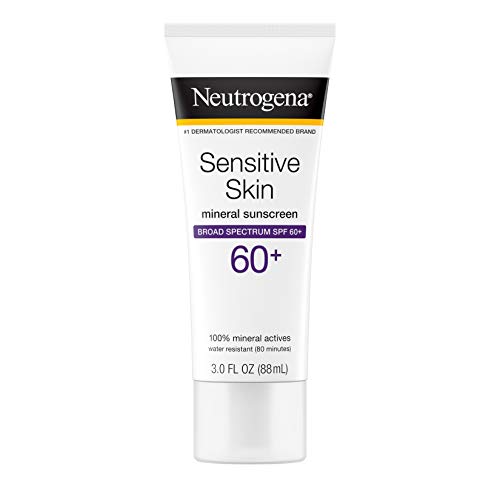 Neutrogena®
#1 DERMATOLOGIST RECOMMENDED BRAND
Sensitive
Skin
mineral sunscreen
BROAD SPECTRUM SPF 60+
60+
100% mineral actives
water resistant (80 minutes)
3.0 FL OZ (88mL)